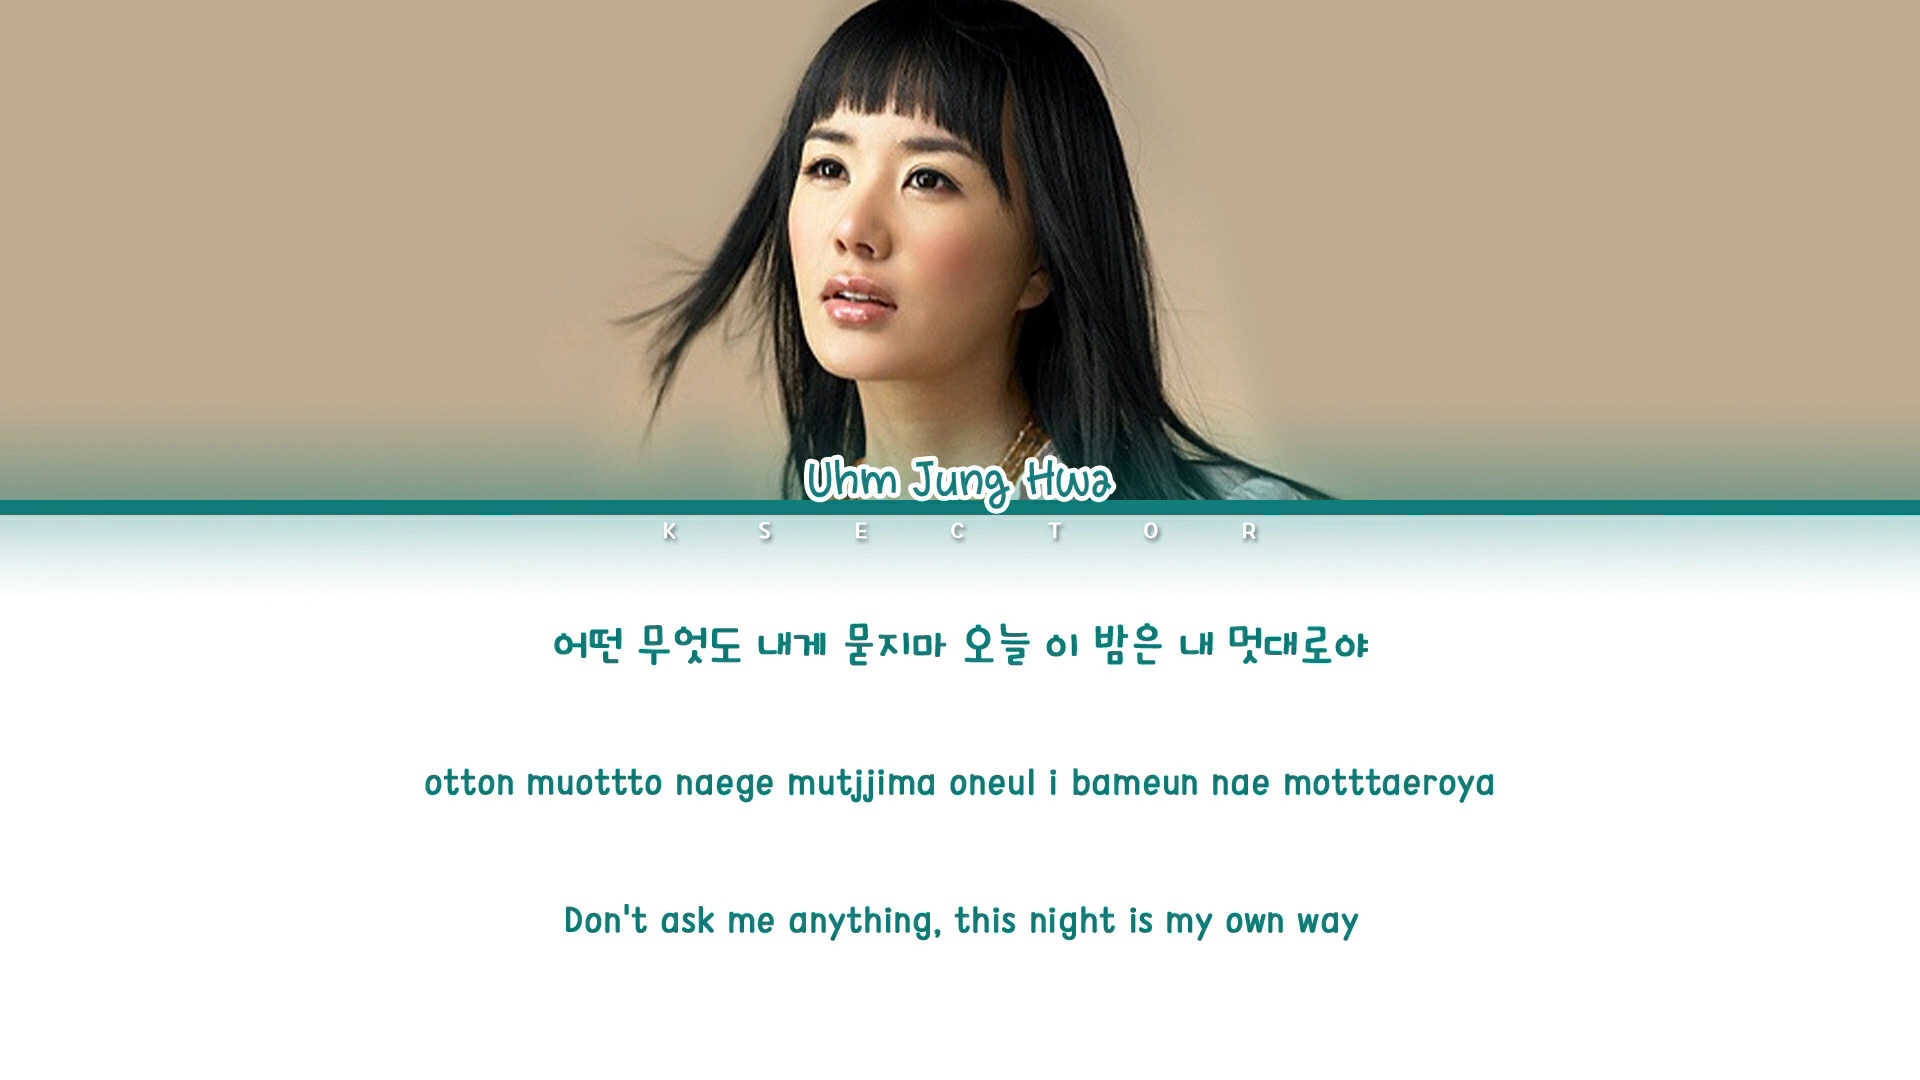 Uhm Jung Hwa
K SECTOR
어떤 무엇도 내게 묻지마 오늘 이 밤은 내 멋대로야
otton muottto naege mutjjima oneul i bameun nae motttaeroya
Don't ask me anything, this night is my own way